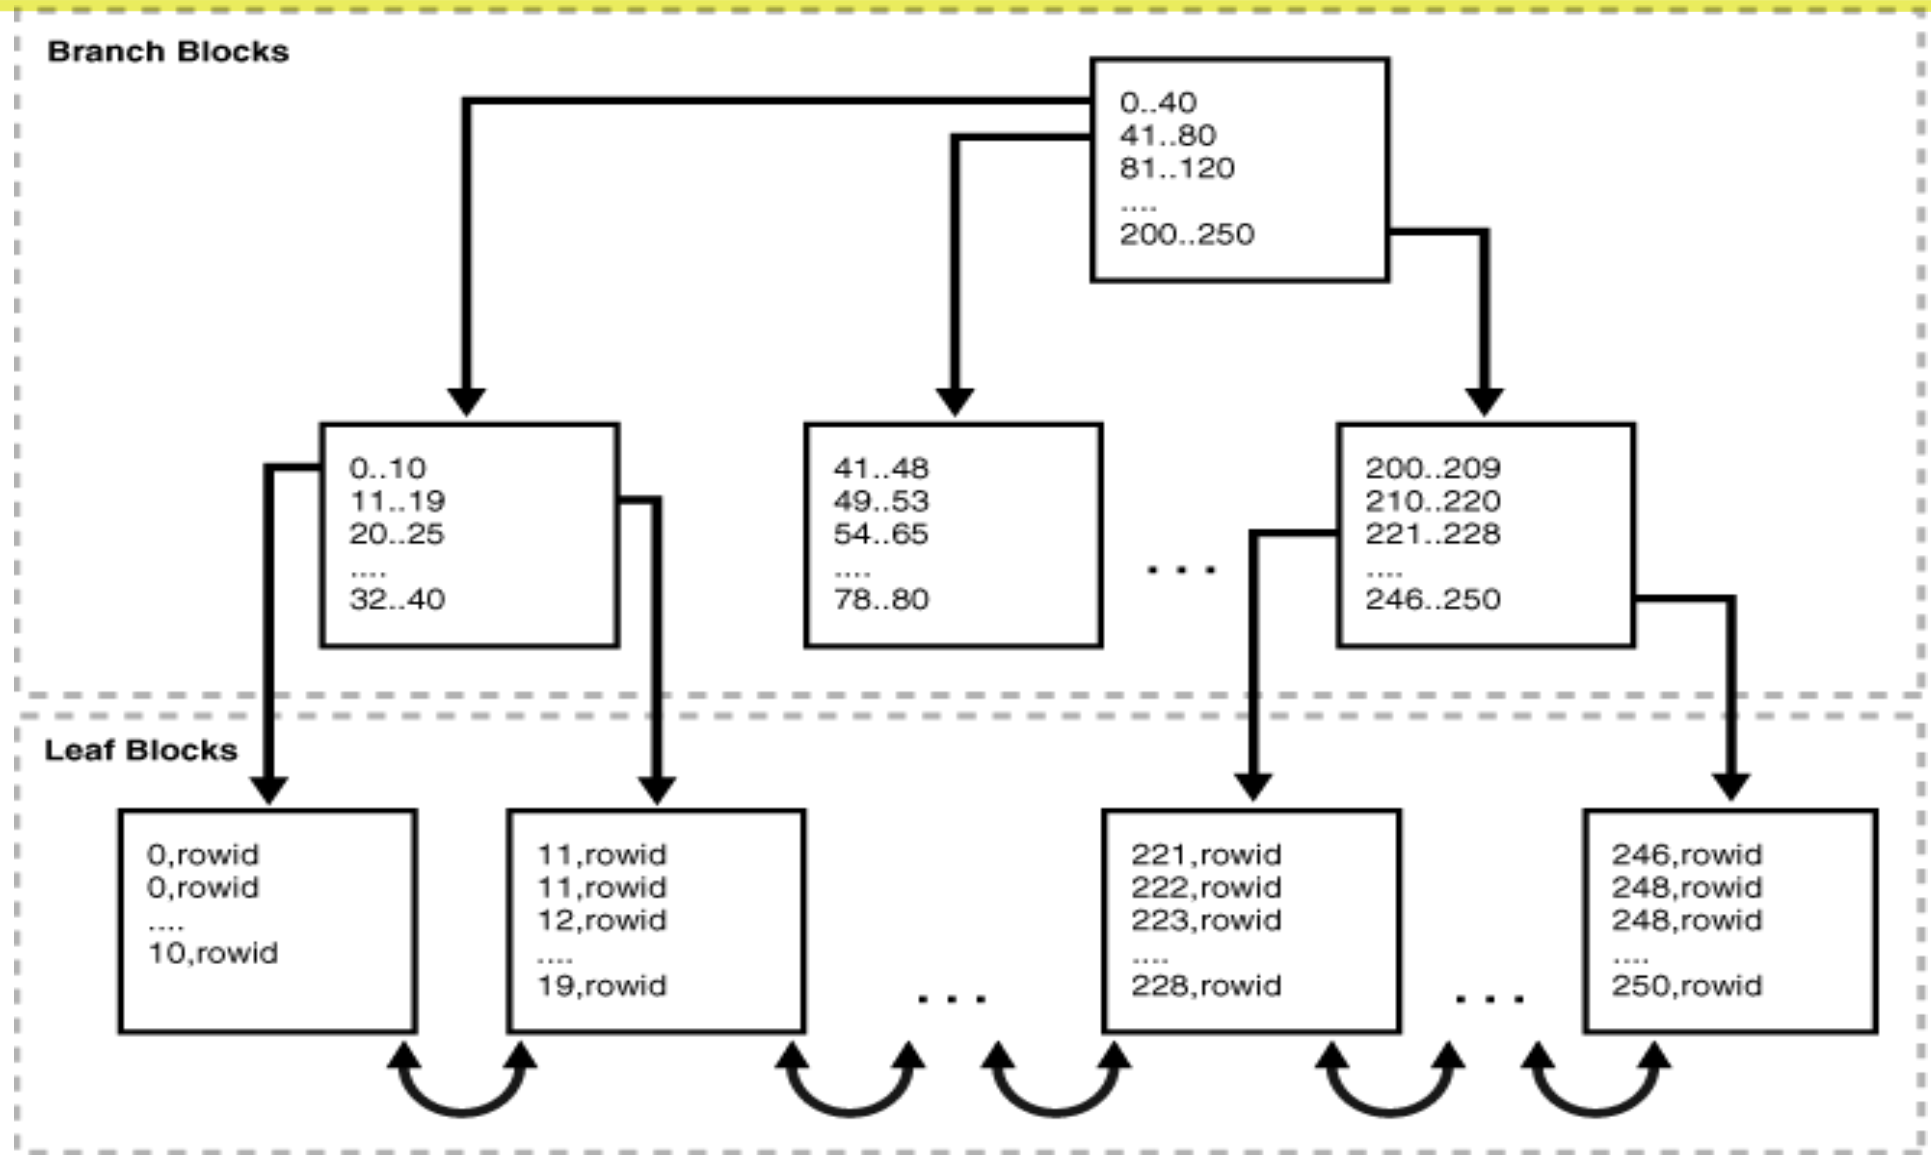 Branch Blocks
0..40
41..80
81..120
....
200..250
0..10
11..19
20..25
....
32..40
41..48
49..53
54..65
....
78..80
...
200..209
210..220
221..228
....
246..250
Leaf Blocks
0,rowid
0,rowid
....
10,rowid
11,rowid
11,rowid
12,rowid
....
19,rowid
...
221,rowid
222,rowid
223,rowid
....
228,rowid
...
246,rowid
248,rowid
248,rowid
....
250,rowid